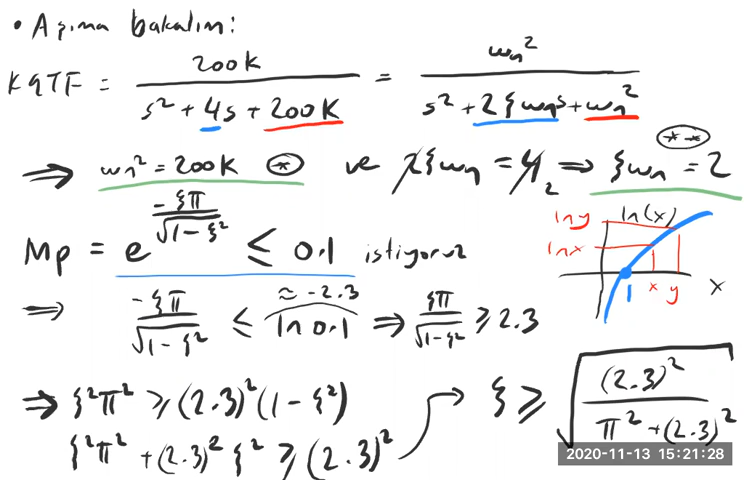 • Aşıma bakalım:
KGTF = 200K / (s² + 4s + 200K) = ωn² / (s² + 2ξωns + ωn²)
⇒ ωn² = 200K (*) ve 2ξωn = 4 2 ⇒ ξωn = 2 (**)
Mp = e^(-ξπ/√(1-ξ²)) ≤ 0.1 istiyoruz
ln y ln(x)
ln x
1 x y x
≈ -2.3
⇒ -ξπ/√(1-ξ²) ≤ ln 0.1 ⇒ ξπ/√(1-ξ²) ≥ 2.3
⇒ ξ²π² ≥ (2.3)²(1-ξ²)
ξ²π² + (2.3)²ξ² ≥ (2.3)² → ξ ≥ √((2.3)² / (π² + (2.3)²))
2020-11-13 15:21:28